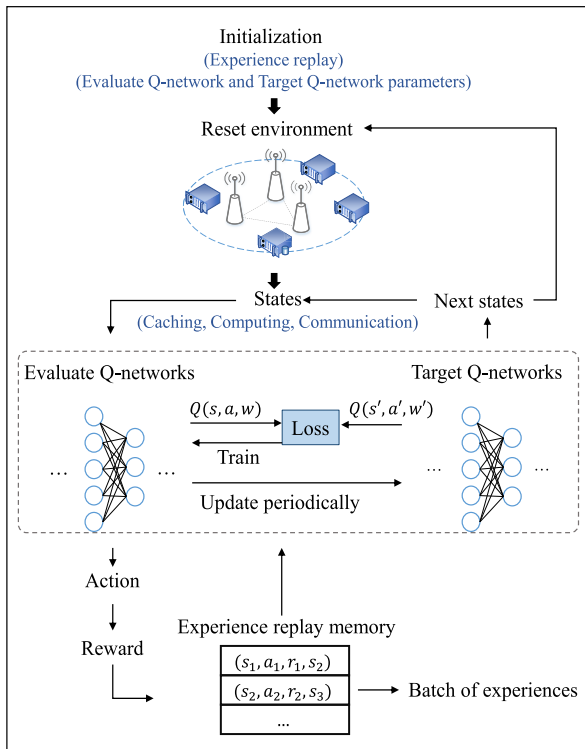 Initialization
(Experience replay)
(Evaluate Q-network and Target Q-network parameters)
Reset environment
States
Next states
(Caching, Computing, Communication)
Evaluate Q-networks
Target Q-networks
Q(s, a, w)
Loss
Q(s′, a′, w′)
Train
...
...
...
...
Update periodically
Action
Experience replay memory
Reward
(s₁, a₁, r₁, s₂)
(s₂, a₂, r₂, s₃)
Batch of experiences
...